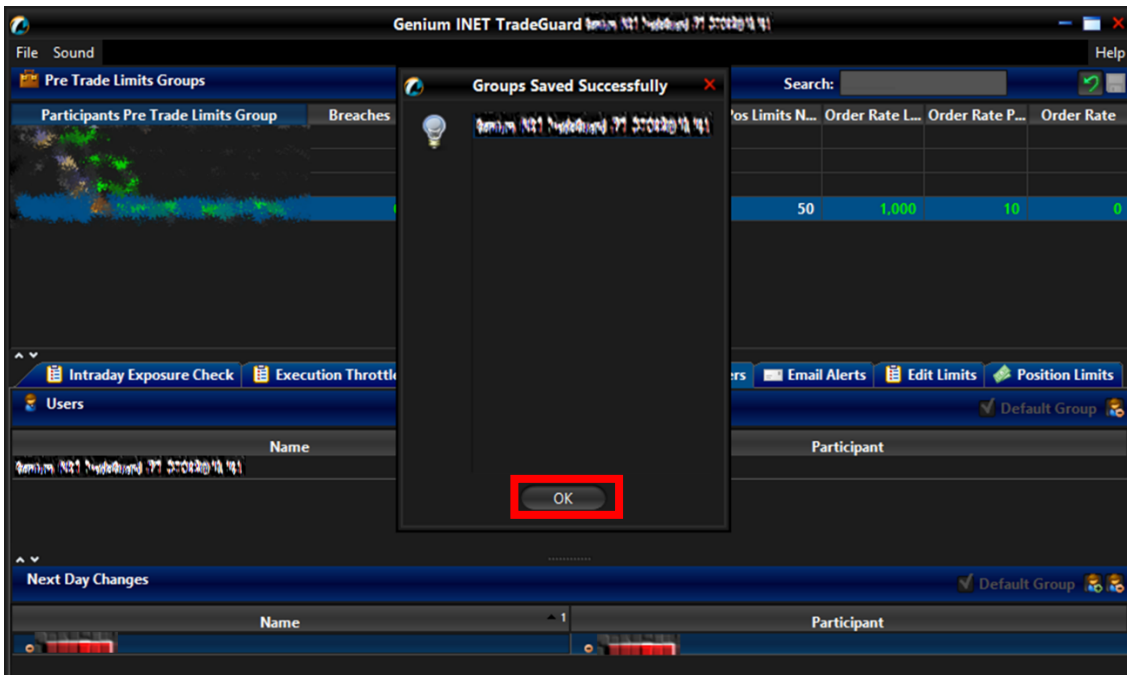 Genium INET TradeGuard
File Sound Help
Pre Trade Limits Groups
Search:
Groups Saved Successfully
Participants Pre Trade Limits Group Breaches
Pos Limits N... Order Rate L... Order Rate P... Order Rate
50 1,000 10 0
Intraday Exposure Check Execution Throttle
Email Alerts Edit Limits Position Limits
Users
Default Group
Name Participant
OK
Next Day Changes
Default Group
Name 1 Participant